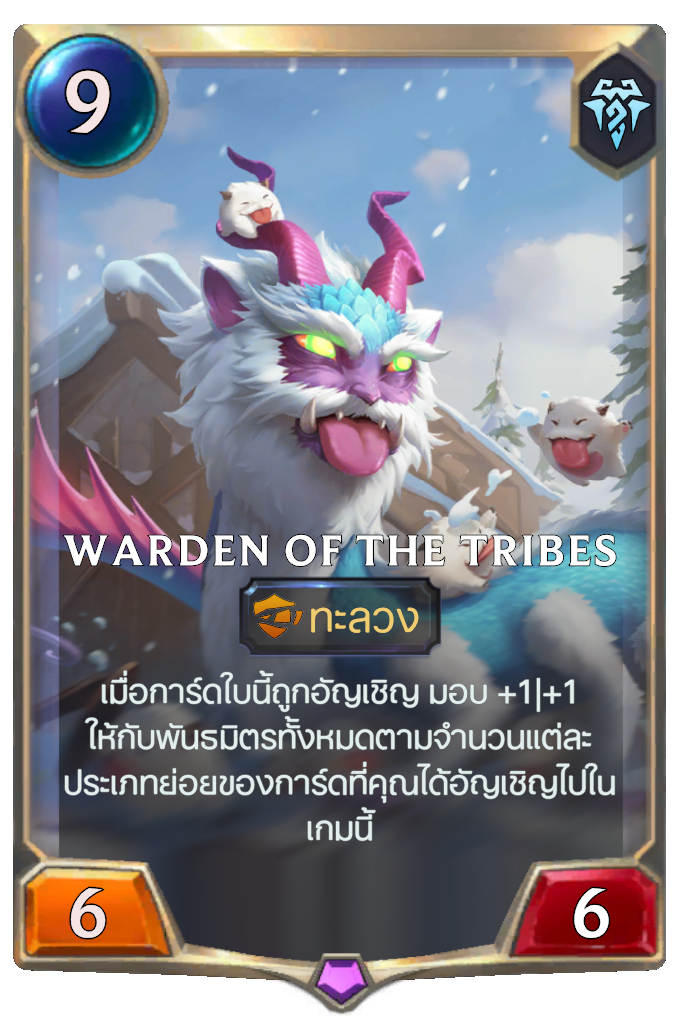 9
WARDEN OF THE TRIBES
ทะลวง
เมื่อการ์ดใบนี้ถูกอัญเชิญ มอบ +1|+1
ให้กับพันธมิตรทั้งหมดตามจำนวนแต่ละ
ประเภทย่อยของการ์ดที่คุณได้อัญเชิญไปใน
เกมนี้
6
6